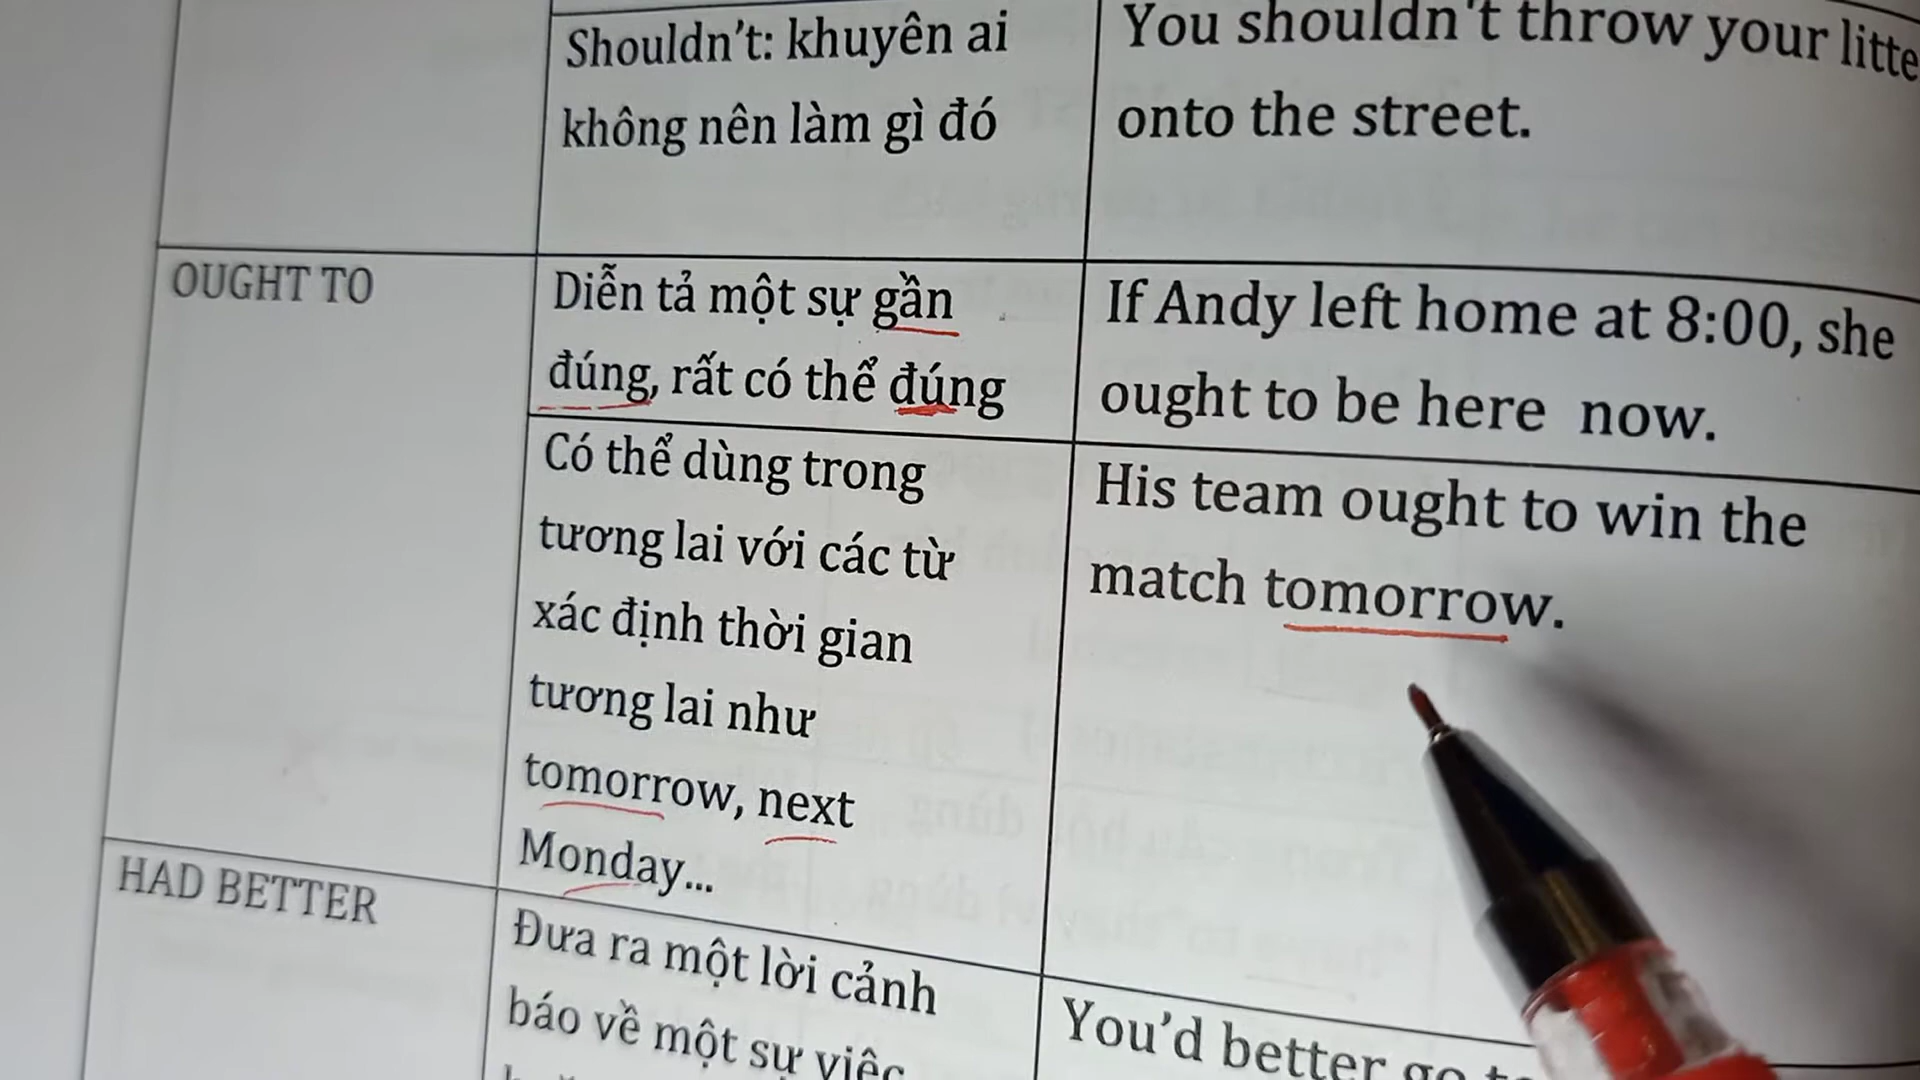 Shouldn't: khuyên ai
không nên làm gì đó
You shouldn't throw your litte
onto the street.
OUGHT TO
Diễn tả một sự gần
đúng, rất có thể đúng
If Andy left home at 8:00, she
ought to be here now.
Có thể dùng trong
tương lai với các từ
xác định thời gian
tương lai như
tomorrow, next
Monday...
His team ought to win the
match tomorrow.
HAD BETTER
Đưa ra một lời cảnh
báo về một sự việc
You'd better go